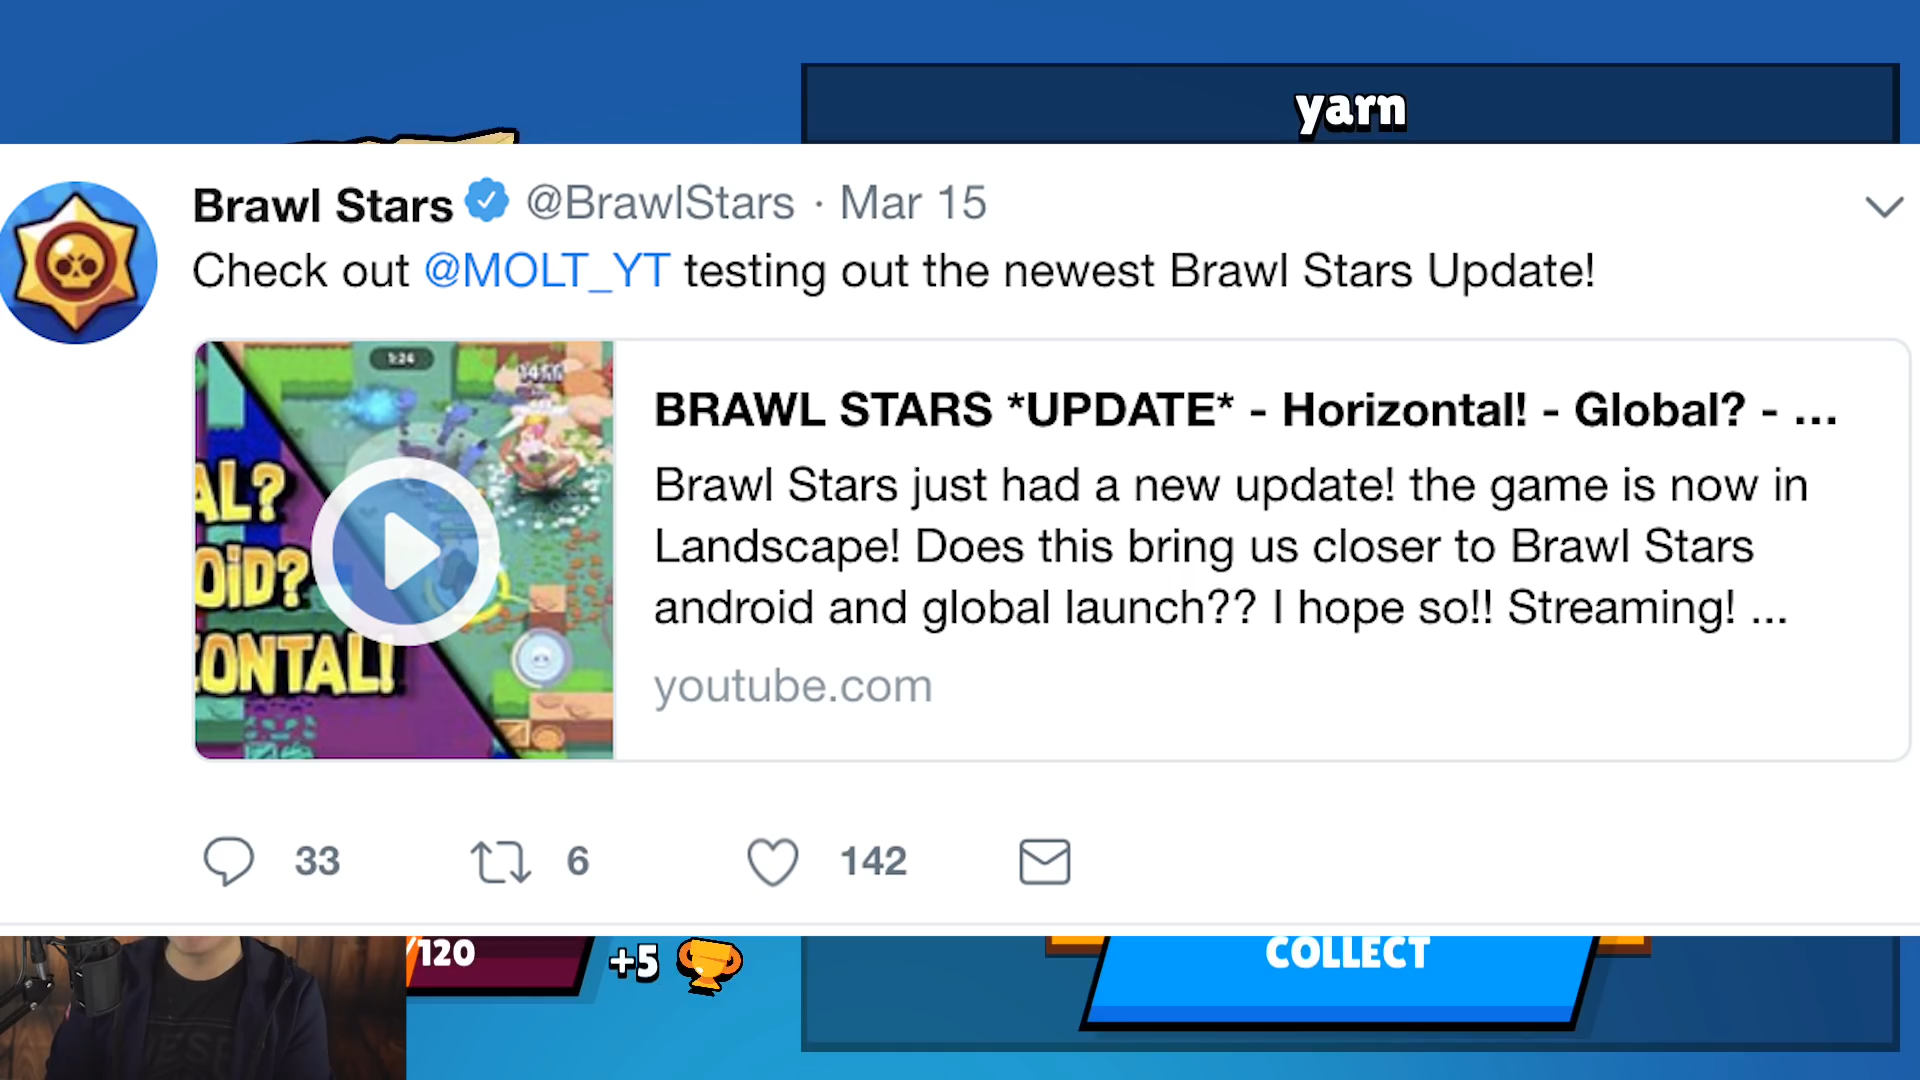 yarn
Brawl Stars @BrawlStars · Mar 15
Check out @MOLT_YT testing out the newest Brawl Stars Update!
1:24
AL?
OiD?
ONTAL!
BRAWL STARS *UPDATE* - Horizontal! - Global? - ...
Brawl Stars just had a new update! the game is now in
Landscape! Does this bring us closer to Brawl Stars
android and global launch?? I hope so!! Streaming! ...
youtube.com
33 6 142
/120
+5
COLLECT